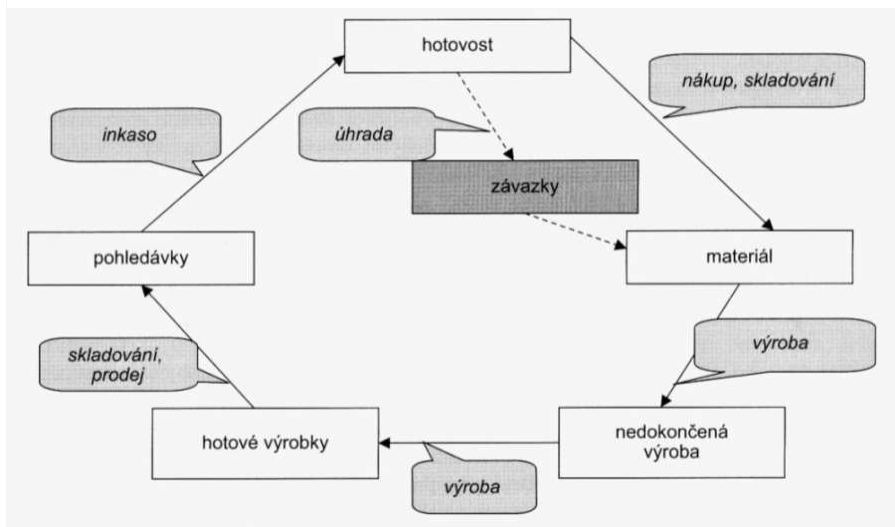 hotovost
nákup, skladování
inkaso
úhrada
závazky
pohledávky
materiál
skladování,
prodej
výroba
hotové výrobky
nedokončená
výroba
výroba